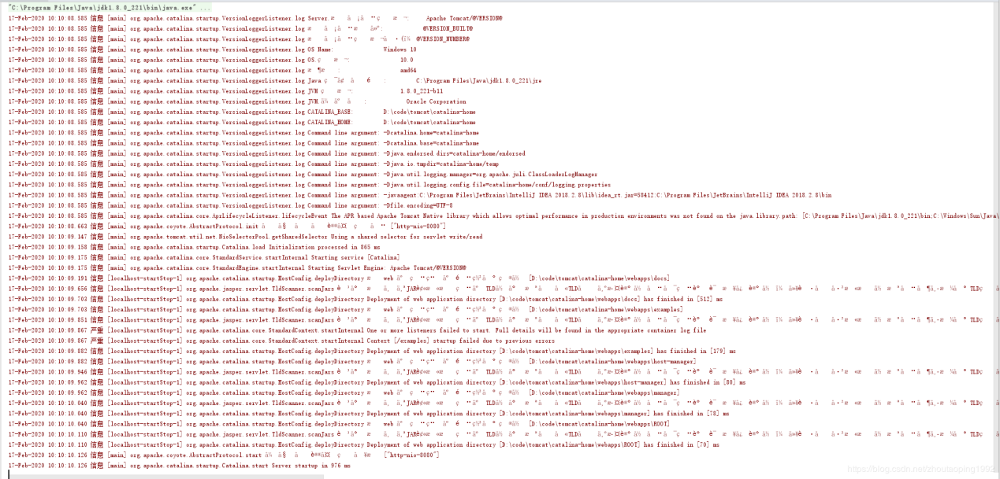 "C:\Program Files\Java\jdk1.8.0_221\bin\java.exe" ...
17-Feb-2020 10:10:08.585 信息 [main] org.apache.catalina.startup.VersionLoggerListener.log Server. Apache Tomcat/@VERSION@
17-Feb-2020 10:10:08.585 信息 [main] org.apache.catalina.startup.VersionLoggerListener.log @VERSION_BUILT@
17-Feb-2020 10:10:08.585 信息 [main] org.apache.catalina.startup.VersionLoggerListener.log @VERSION_NUMBER@
17-Feb-2020 10:10:08.585 信息 [main] org.apache.catalina.startup.VersionLoggerListener.log OS Name: Windows 10
17-Feb-2020 10:10:08.585 信息 [main] org.apache.catalina.startup.VersionLoggerListener.log OS. 10.0
17-Feb-2020 10:10:08.585 信息 [main] org.apache.catalina.startup.VersionLoggerListener.log amd64
17-Feb-2020 10:10:08.585 信息 [main] org.apache.catalina.startup.VersionLoggerListener.log Java : C:\Program Files\Java\jdk1.8.0_221\jre
17-Feb-2020 10:10:08.585 信息 [main] org.apache.catalina.startup.VersionLoggerListener.log JVM 1.8.0_221-b11
17-Feb-2020 10:10:08.585 信息 [main] org.apache.catalina.startup.VersionLoggerListener.log JVM. : Oracle Corporation
17-Feb-2020 10:10:08.585 信息 [main] org.apache.catalina.startup.VersionLoggerListener.log CATALINA_BASE: D:\code\tomcat\catalina-home
17-Feb-2020 10:10:08.585 信息 [main] org.apache.catalina.startup.VersionLoggerListener.log CATALINA_HOME: D:\code\tomcat\catalina-home
17-Feb-2020 10:10:08.585 信息 [main] org.apache.catalina.startup.VersionLoggerListener.log Command line argument: -Dcatalina.home=catalina-home
17-Feb-2020 10:10:08.585 信息 [main] org.apache.catalina.startup.VersionLoggerListener.log Command line argument: -Dcatalina.base=catalina-home
17-Feb-2020 10:10:08.585 信息 [main] org.apache.catalina.startup.VersionLoggerListener.log Command line argument: -Djava.endorsed.dirs=catalina-home/endorsed
17-Feb-2020 10:10:08.585 信息 [main] org.apache.catalina.startup.VersionLoggerListener.log Command line argument: -Djava.io.tmpdir=catalina-home/temp
17-Feb-2020 10:10:08.585 信息 [main] org.apache.catalina.startup.VersionLoggerListener.log Command line argument: -Djava.util.logging.manager=org.apache.juli.ClassLoaderLogManager
17-Feb-2020 10:10:08.585 信息 [main] org.apache.catalina.startup.VersionLoggerListener.log Command line argument: -Djava.util.logging.config.file=catalina-home/conf/logging.properties
17-Feb-2020 10:10:08.585 信息 [main] org.apache.catalina.startup.VersionLoggerListener.log Command line argument: -javaagent:C:\Program Files\JetBrains\IntelliJ IDEA 2018.2.8\lib\idea_rt.jar=58412:C:\Program Files\JetBrains\IntelliJ IDEA 2018.2.8\bin
17-Feb-2020 10:10:08.585 信息 [main] org.apache.catalina.startup.VersionLoggerListener.log Command line argument: -Dfile.encoding=UTF-8
17-Feb-2020 10:10:08.585 信息 [main] org.apache.catalina.core.AprLifecycleListener.lifecycleEvent The APR based Apache Tomcat Native library which allows optimal performance in production environments was not found on the java.library.path: [C:\Program Files\Java\jdk1.8.0_221\bin;C:\Windows\Sun\Java\
17-Feb-2020 10:10:08.663 信息 [main] org.apache.coyote.AbstractProtocol.init ["http-nio-8080"]
17-Feb-2020 10:10:09.147 信息 [main] org.apache.tomcat.util.net.NioSelectorPool.getSharedSelector Using a shared selector for servlet write/read
17-Feb-2020 10:10:09.158 信息 [main] org.apache.catalina.startup.Catalina.load Initialization processed in 865 ms
17-Feb-2020 10:10:09.175 信息 [main] org.apache.catalina.core.StandardService.startInternal Starting service [Catalina]
17-Feb-2020 10:10:09.175 信息 [main] org.apache.catalina.core.StandardEngine.startInternal Starting Servlet Engine: Apache Tomcat/@VERSION@
17-Feb-2020 10:10:09.191 信息 [localhost-startStop-1] org.apache.catalina.startup.HostConfig.deployDirectory web [D:\code\tomcat\catalina-home\webapps\docs]
17-Feb-2020 10:10:09.656 信息 [localhost-startStop-1] org.apache.jasper.servlet.TldScanner.scanJars JAR TLD TLD TLD
17-Feb-2020 10:10:09.703 信息 [localhost-startStop-1] org.apache.catalina.startup.HostConfig.deployDirectory Deployment of web application directory [D:\code\tomcat\catalina-home\webapps\docs] has finished in [512] ms
17-Feb-2020 10:10:09.703 信息 [localhost-startStop-1] org.apache.catalina.startup.HostConfig.deployDirectory web [D:\code\tomcat\catalina-home\webapps\examples]
17-Feb-2020 10:10:09.851 信息 [localhost-startStop-1] org.apache.jasper.servlet.TldScanner.scanJars JAR TLD TLD TLD
17-Feb-2020 10:10:09.867 严重 [localhost-startStop-1] org.apache.catalina.core.StandardContext.startInternal One or more listeners failed to start. Full details will be found in the appropriate container log file
17-Feb-2020 10:10:09.867 严重 [localhost-startStop-1] org.apache.catalina.core.StandardContext.startInternal Context [/examples] startup failed due to previous errors
17-Feb-2020 10:10:09.882 信息 [localhost-startStop-1] org.apache.catalina.startup.HostConfig.deployDirectory Deployment of web application directory [D:\code\tomcat\catalina-home\webapps\examples] has finished in [179] ms
17-Feb-2020 10:10:09.882 信息 [localhost-startStop-1] org.apache.catalina.startup.HostConfig.deployDirectory web [D:\code\tomcat\catalina-home\webapps\host-manager]
17-Feb-2020 10:10:09.946 信息 [localhost-startStop-1] org.apache.jasper.servlet.TldScanner.scanJars JAR TLD TLD TLD
17-Feb-2020 10:10:09.962 信息 [localhost-startStop-1] org.apache.catalina.startup.HostConfig.deployDirectory Deployment of web application directory [D:\code\tomcat\catalina-home\webapps\host-manager] has finished in [80] ms
17-Feb-2020 10:10:09.962 信息 [localhost-startStop-1] org.apache.catalina.startup.HostConfig.deployDirectory web [D:\code\tomcat\catalina-home\webapps\manager]
17-Feb-2020 10:10:10.040 信息 [localhost-startStop-1] org.apache.jasper.servlet.TldScanner.scanJars JAR TLD TLD TLD
17-Feb-2020 10:10:10.040 信息 [localhost-startStop-1] org.apache.catalina.startup.HostConfig.deployDirectory Deployment of web application directory [D:\code\tomcat\catalina-home\webapps\manager] has finished in [78] ms
17-Feb-2020 10:10:10.040 信息 [localhost-startStop-1] org.apache.catalina.startup.HostConfig.deployDirectory web [D:\code\tomcat\catalina-home\webapps\ROOT]
17-Feb-2020 10:10:10.110 信息 [localhost-startStop-1] org.apache.jasper.servlet.TldScanner.scanJars JAR TLD TLD TLD
17-Feb-2020 10:10:10.110 信息 [localhost-startStop-1] org.apache.catalina.startup.HostConfig.deployDirectory Deployment of web application directory [D:\code\tomcat\catalina-home\webapps\ROOT] has finished in [70] ms
17-Feb-2020 10:10:10.126 信息 [main] org.apache.coyote.AbstractProtocol.start ["http-nio-8080"]
17-Feb-2020 10:10:10.126 信息 [main] org.apache.catalina.startup.Catalina.start Server startup in 976 ms
https://blog.csdn.net/zhoutaoping1992